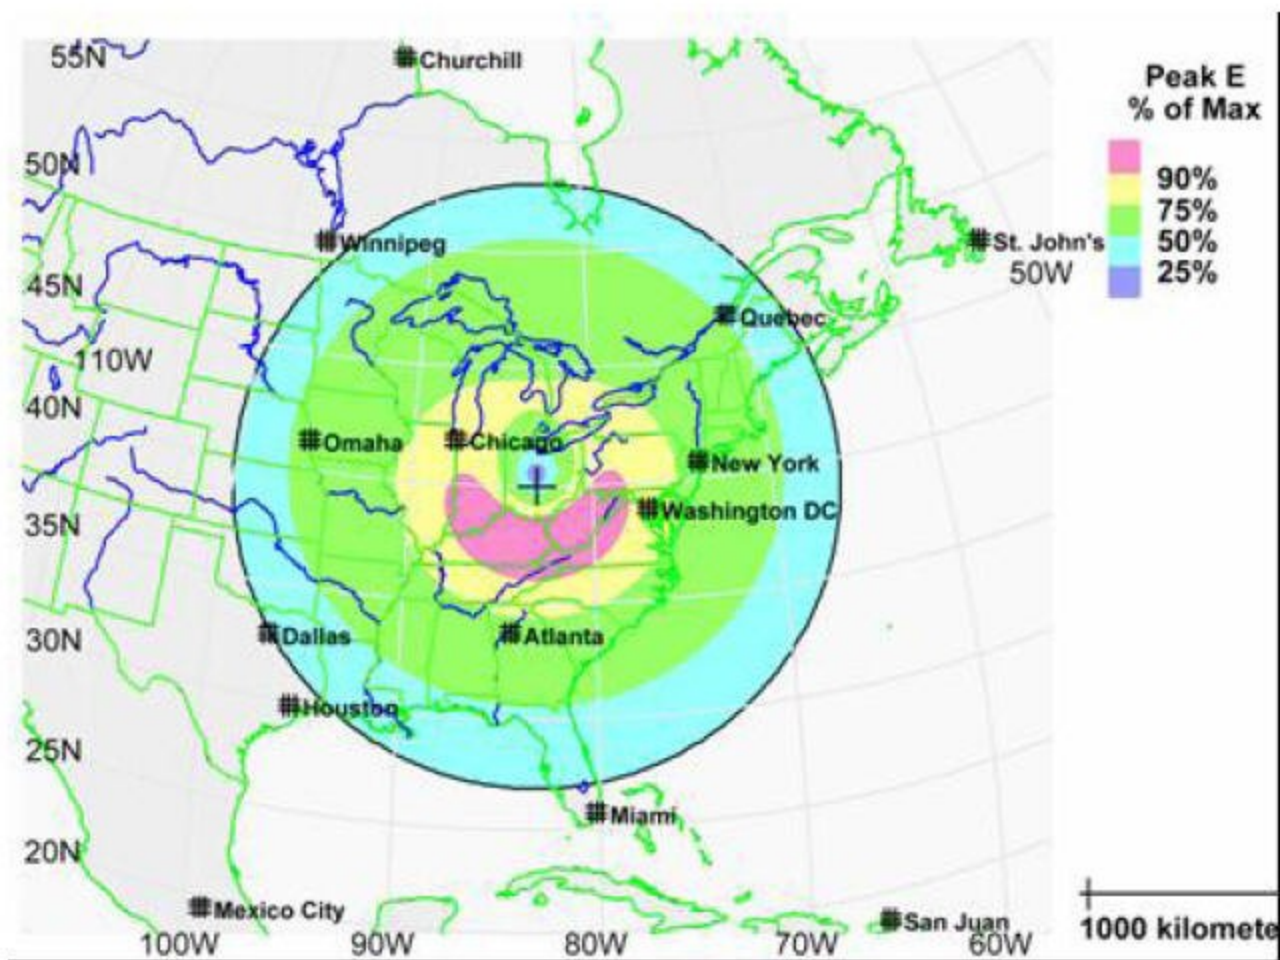 55N
Churchill
Peak E
% of Max
50N
90%
75%
Winnipeg
St. John's
50%
50W
25%
45N
Quebec
110W
40N
Omaha
Chicago
New York
Washington DC
35N
30N
Dallas
Atlanta
Houston
25N
Miami
20N
Mexico City
San Juan
1000 kilomete
100W
90W
80W
70W
60W